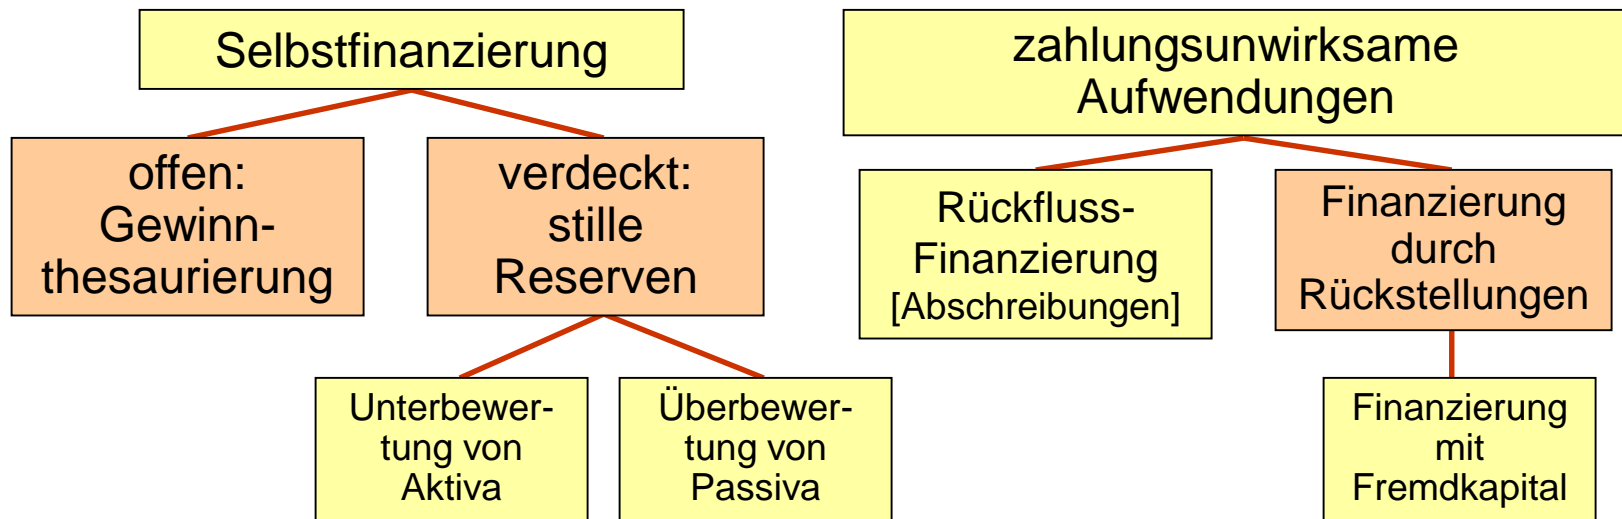 Selbstfinanzierung
zahlungsunwirksame
Aufwendungen
offen:
Gewinn-
thesaurierung
verdeckt:
stille
Reserven
Rückfluss-
Finanzierung
[Abschreibungen]
Finanzierung
durch
Rückstellungen
Unterbewer-
tung von
Aktiva
Überbewer-
tung von
Passiva
Finanzierung
mit
Fremdkapital